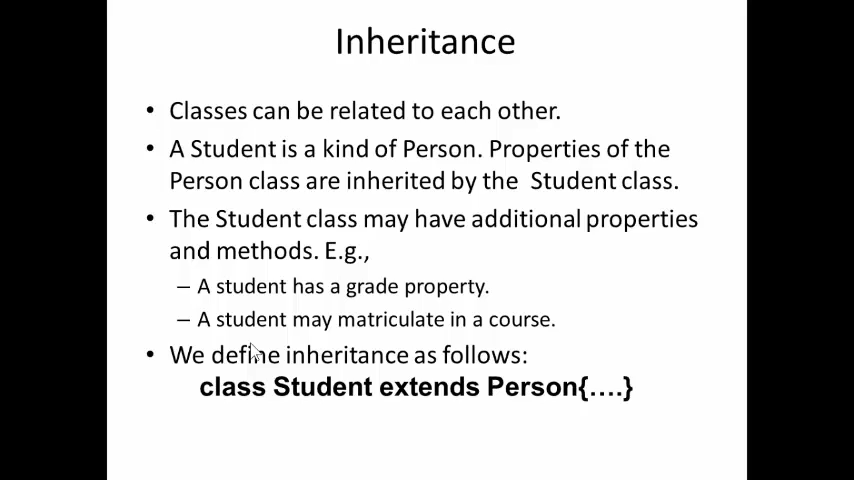 Inheritance
• Classes can be related to each other.
• A Student is a kind of Person. Properties of the
Person class are inherited by the Student class.
• The Student class may have additional properties
and methods. E.g.,
– A student has a grade property.
– A student may matriculate in a course.
• We define inheritance as follows:
class Student extends Person{….}